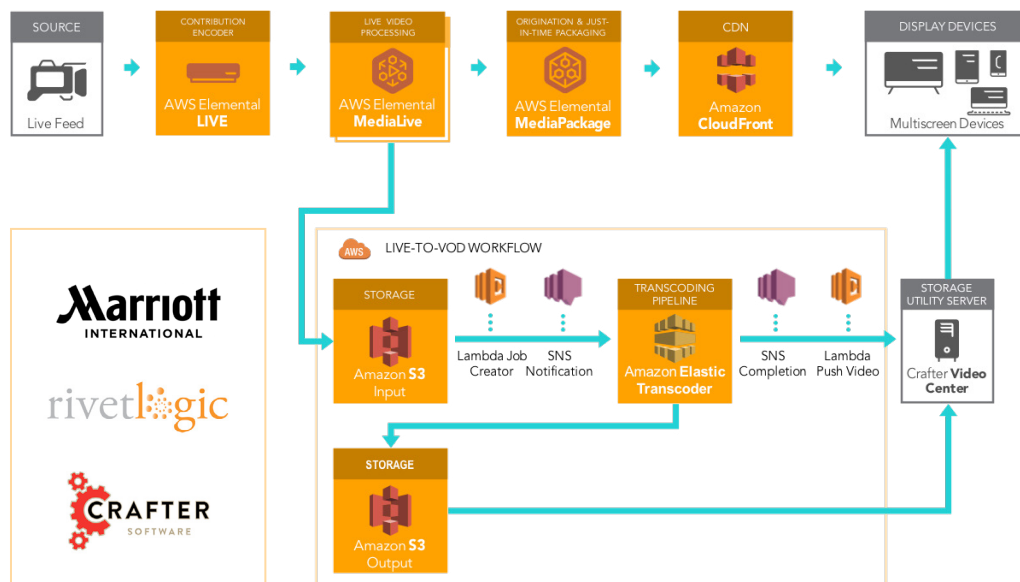 SOURCE
Live Feed
CONTRIBUTION
ENCODER
AWS Elemental
LIVE
LIVE VIDEO
PROCESSING
AWS Elemental
MediaLive
ORIGINATION & JUST-
IN-TIME PACKAGING
AWS Elemental
MediaPackage
CDN
Amazon
CloudFront
DISPLAY DEVICES
Multiscreen Devices
Marriott
INTERNATIONAL
rivetlogic
CRAFTER
SOFTWARE
AWS
LIVE-TO-VOD WORKFLOW
STORAGE
Amazon S3
Input
Lambda Job
Creator
SNS
Notification
TRANSCODING
PIPELINE
Amazon Elastic
Transcoder
SNS
Completion
Lambda
Push Video
STORAGE
UTILITY SERVER
Crafter Video
Center
STORAGE
Amazon S3
Output